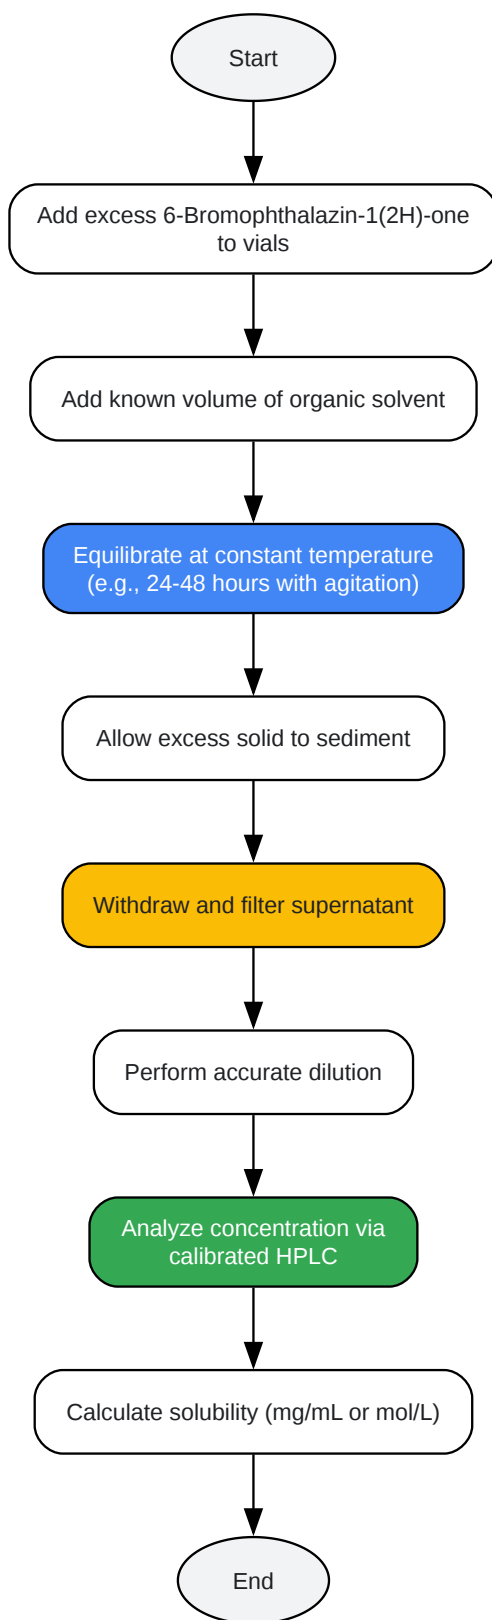 Start
Add excess 6-Bromophthalazin-1(2H)-one
to vials
Add known volume of organic solvent
Equilibrate at constant temperature
(e.g., 24-48 hours with agitation)
Allow excess solid to sediment
Withdraw and filter supernatant
Perform accurate dilution
Analyze concentration via
calibrated HPLC
Calculate solubility (mg/mL or mol/L)
End